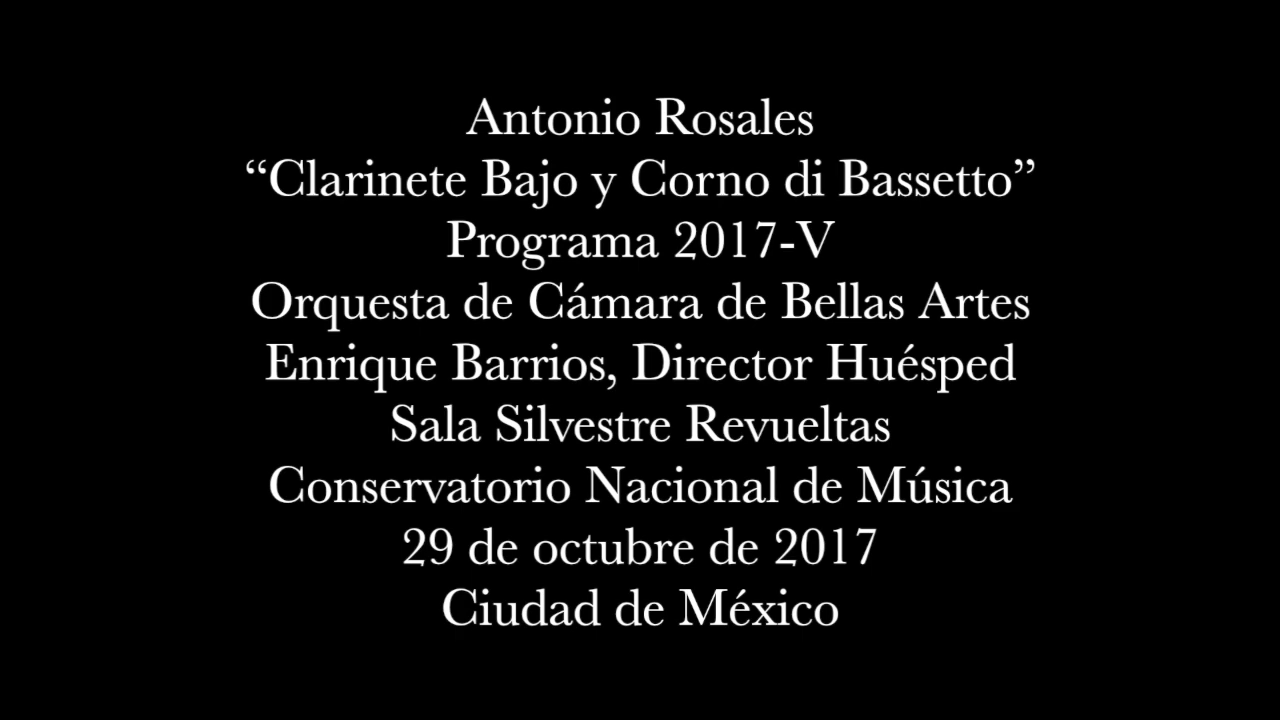 Antonio Rosales
“Clarinete Bajo y Corno di Bassetto”
Programa 2017-V
Orquesta de Cámara de Bellas Artes
Enrique Barrios, Director Huésped
Sala Silvestre Revueltas
Conservatorio Nacional de Música
29 de octubre de 2017
Ciudad de México